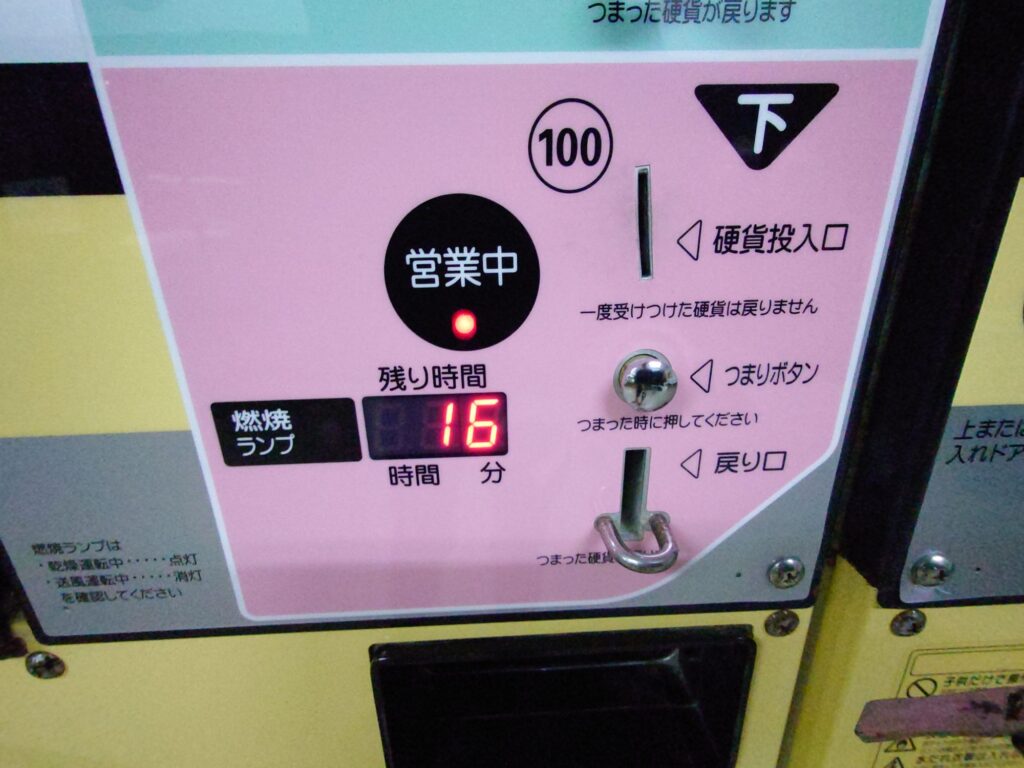 つまった硬貨が戻ります
下
100
硬貨投入口
営業中
一度受けつけた硬貨は戻りません
つまりボタン
残り時間
燃焼
ランプ
16
つまった時に押してください
時間 分
戻り口
上または
入れドア
つまった硬貨
燃焼ランプは
・乾燥運転中・・・・・点灯
・送風運転中・・・・・消灯
を確認してください
子供だけで